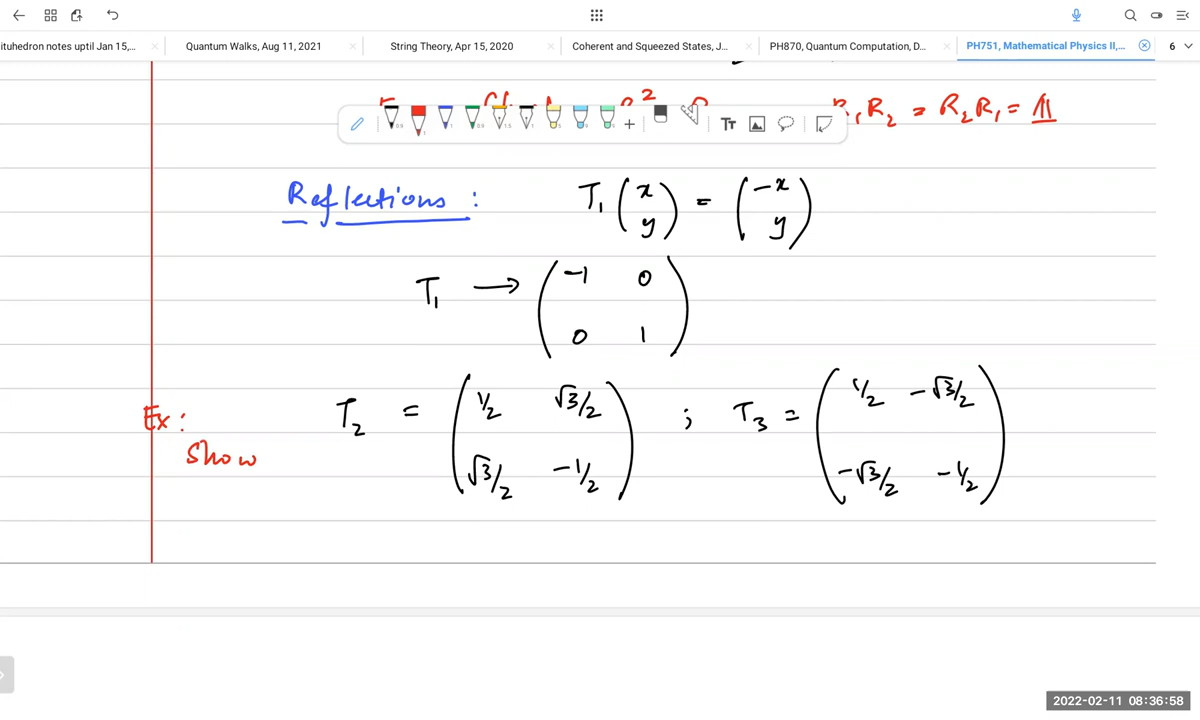 ituhedron notes uptil Jan 15,... Quantum Walks, Aug 11, 2021 String Theory, Apr 15, 2020 Coherent and Squeezed States, J... PH870, Quantum Computation, D... PH751, Mathematical Physics II,... 6
R₁R₂ = R₂R₁ = 𝟙
Reflections : T₁ (x y) = (-x y)
T₁ → (-1 0 0 1)
Ex: Show T₂ = (1/2 √3/2 √3/2 -1/2) ; T₃ = (1/2 -√3/2 -√3/2 -1/2)
2022-02-11 08:36:58